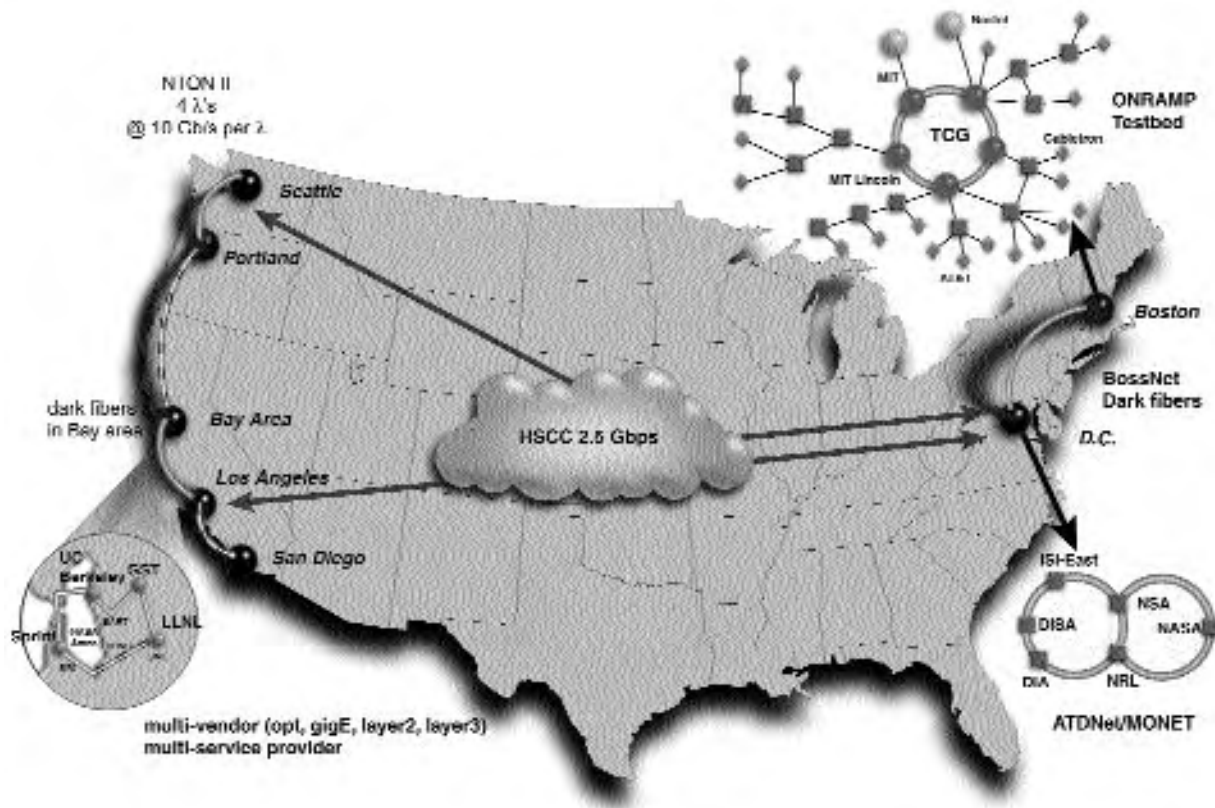 NTON II
4 λ's
@ 10 Gb/s per λ
Seattle
Portland
dark fibers
in Bay area
Bay Area
Los Angeles
San Diego
HSCC 2.5 Gbps
MIT
TCG
MIT Lincoln
Cabletron
AT&T
ONRAMP
Testbed
Boston
BossNet
Dark fibers
D.C.
UC
Berkeley
Sprint
LLNL
ISI-East
NSA
DISA
NASA
DIA
NRL
ATDNet/MONET
multi-vendor (opt, gigE, layer2, layer3)
multi-service provider